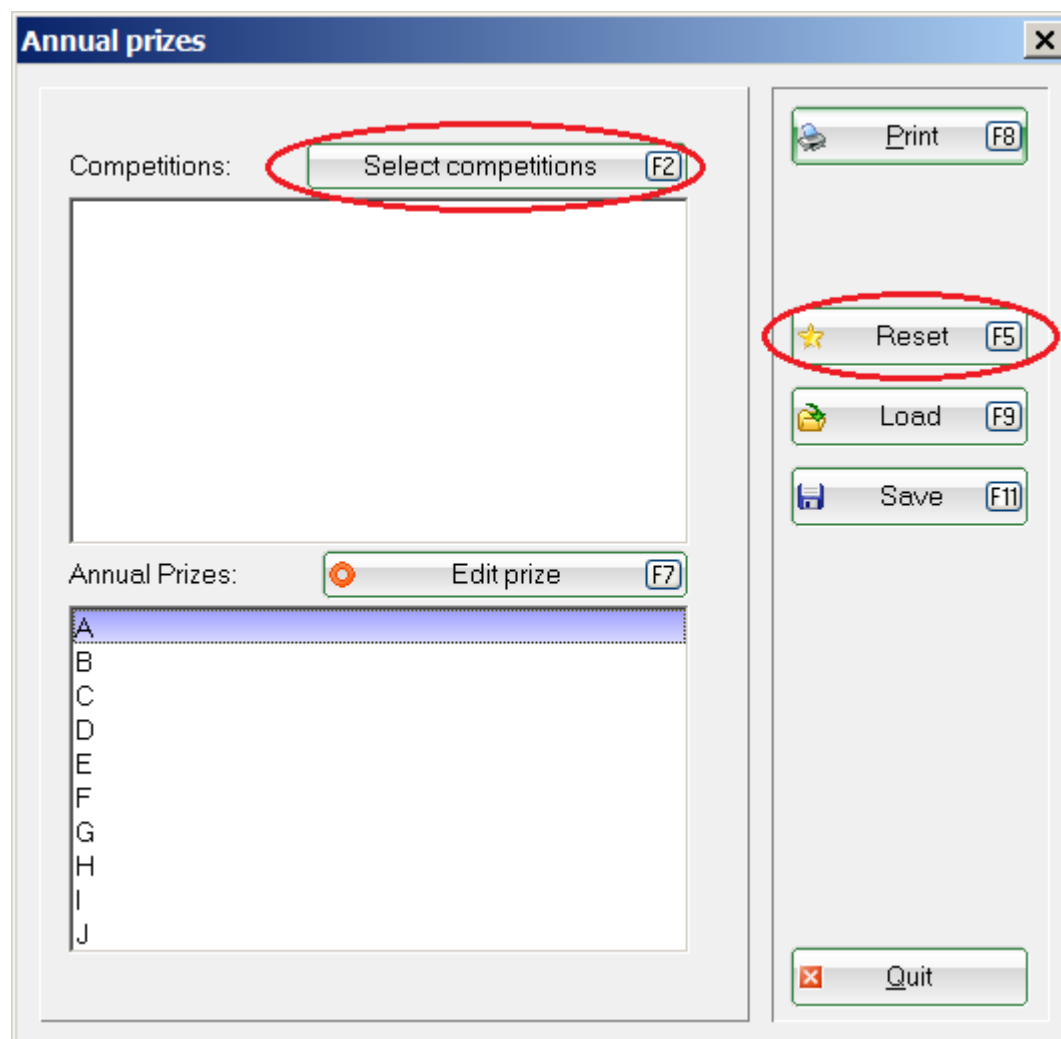 Annual prizes
Competitions:
Select competitions F2
Annual Prizes:
Edit prize F7
A
B
C
D
E
F
G
H
I
J
Print F8
Reset F5
Load F9
Save F11
Quit